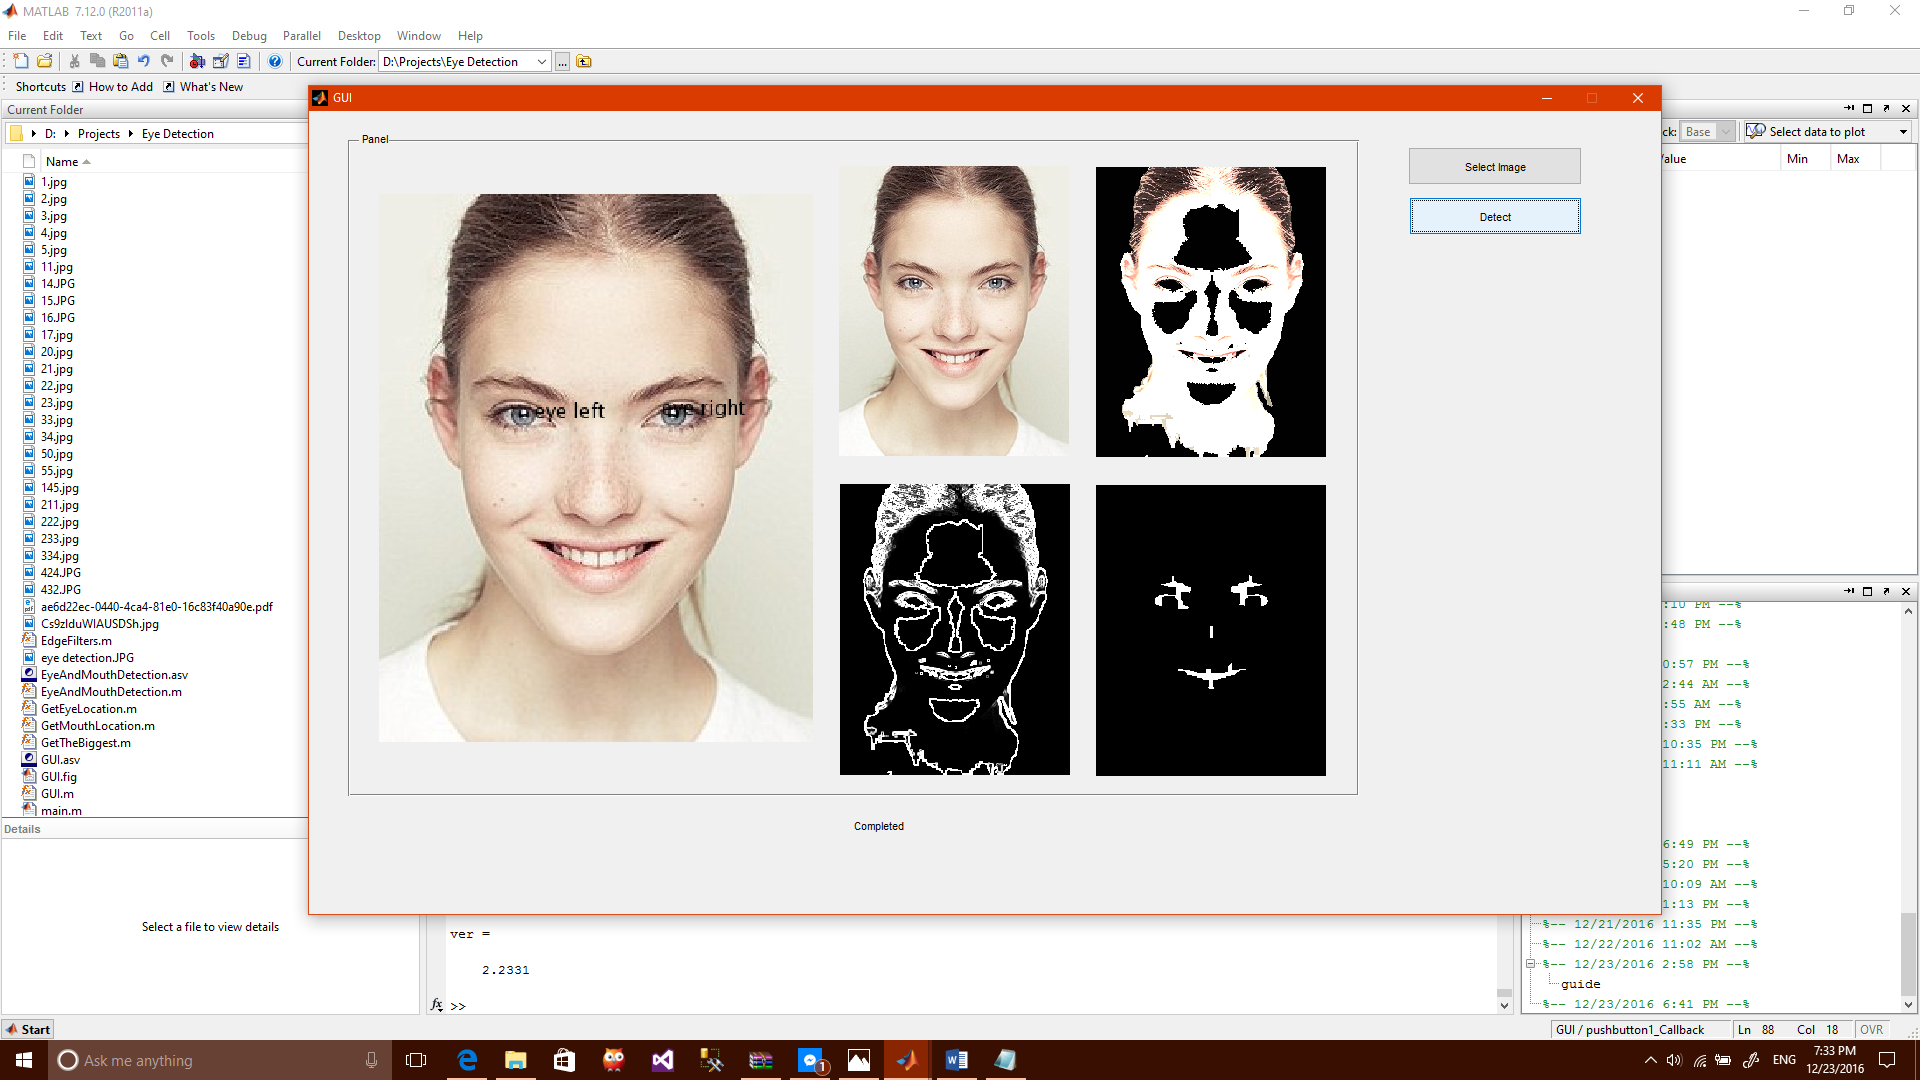 MATLAB 7.12.0 (R2011a)
File Edit Text Go Cell Tools Debug Parallel Desktop Window Help
Current Folder: D:\Projects\Eye Detection ...
Shortcuts How to Add What's New
Current Folder
D: Projects Eye Detection
Name
1.jpg
2.jpg
3.jpg
4.jpg
5.jpg
11.jpg
14.JPG
15.JPG
16.JPG
17.jpg
20.jpg
21.jpg
22.jpg
23.jpg
33.jpg
34.jpg
50.jpg
55.jpg
145.jpg
211.jpg
222.jpg
233.jpg
334.jpg
424.JPG
432.JPG
ae6d22ec-0440-4ca4-81e0-16c83f40a90e.pdf
Cs9zlduWIAUSDSh.jpg
EdgeFilters.m
eye detection.JPG
EyeAndMouthDetection.asv
EyeAndMouthDetection.m
GetEyeLocation.m
GetMouthLocation.m
GetTheBiggest.m
GUI.asv
GUI.fig
GUI.m
main.m
Details
Select a file to view details
GUI
Panel
eye left eye right
Select Image
Detect
Completed
ck: Base Select data to plot
Min Max
:10 PM --%
:48 PM --%
0:57 PM --%
2:44 AM --%
:55 AM --%
:33 PM --%
10:35 PM --%
11:11 AM --%
6:49 PM --%
5:20 PM --%
10:09 AM --%
1:13 PM --%
%-- 12/21/2016 11:35 PM --%
%-- 12/22/2016 11:02 AM --%
%-- 12/23/2016 2:58 PM --%
guide
%-- 12/23/2016 6:41 PM --%
ver =
2.2331
fx >>
Start
GUI / pushbutton1_Callback Ln 88 Col 18 OVR
Ask me anything
1
ENG 7:33 PM
12/23/2016